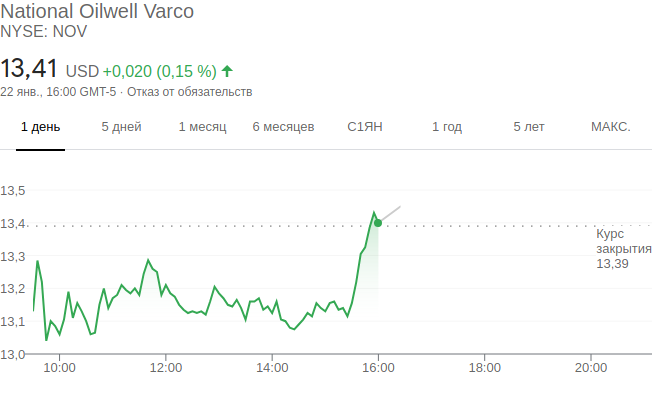 National Oilwell Varco
NYSE: NOV
13,41 USD +0,020 (0,15 %)
22 янв., 16:00 GMT-5 · Отказ от обязательств
1 день 5 дней 1 месяц 6 месяцев С1ЯН 1 год 5 лет МАКС.
13,5
13,4
Курс
закрытия
13,39
13,3
13,2
13,1
13,0
10:00 12:00 14:00 16:00 18:00 20:00